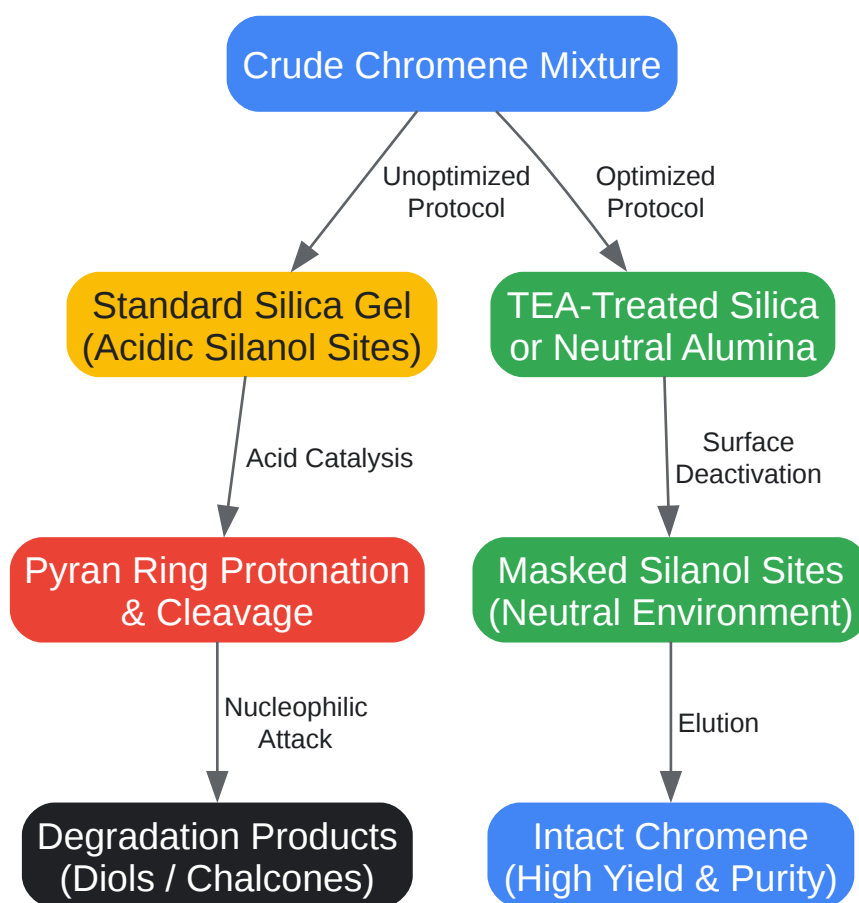 Crude Chromene Mixture
Unoptimized
Protocol
Optimized
Protocol
Standard Silica Gel
(Acidic Silanol Sites)
TEA-Treated Silica
or Neutral Alumina
Acid Catalysis
Surface
Deactivation
Pyran Ring Protonation
& Cleavage
Masked Silanol Sites
(Neutral Environment)
Nucleophilic
Attack
Elution
Degradation Products
(Diols / Chalcones)
Intact Chromene
(High Yield & Purity)